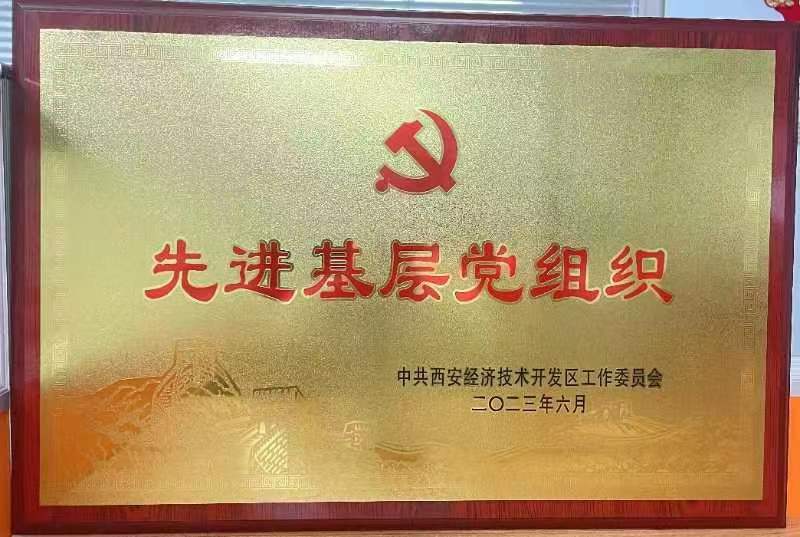 先进基层党组织
中共西安经济技术开发区工作委员会
二〇二三年六月